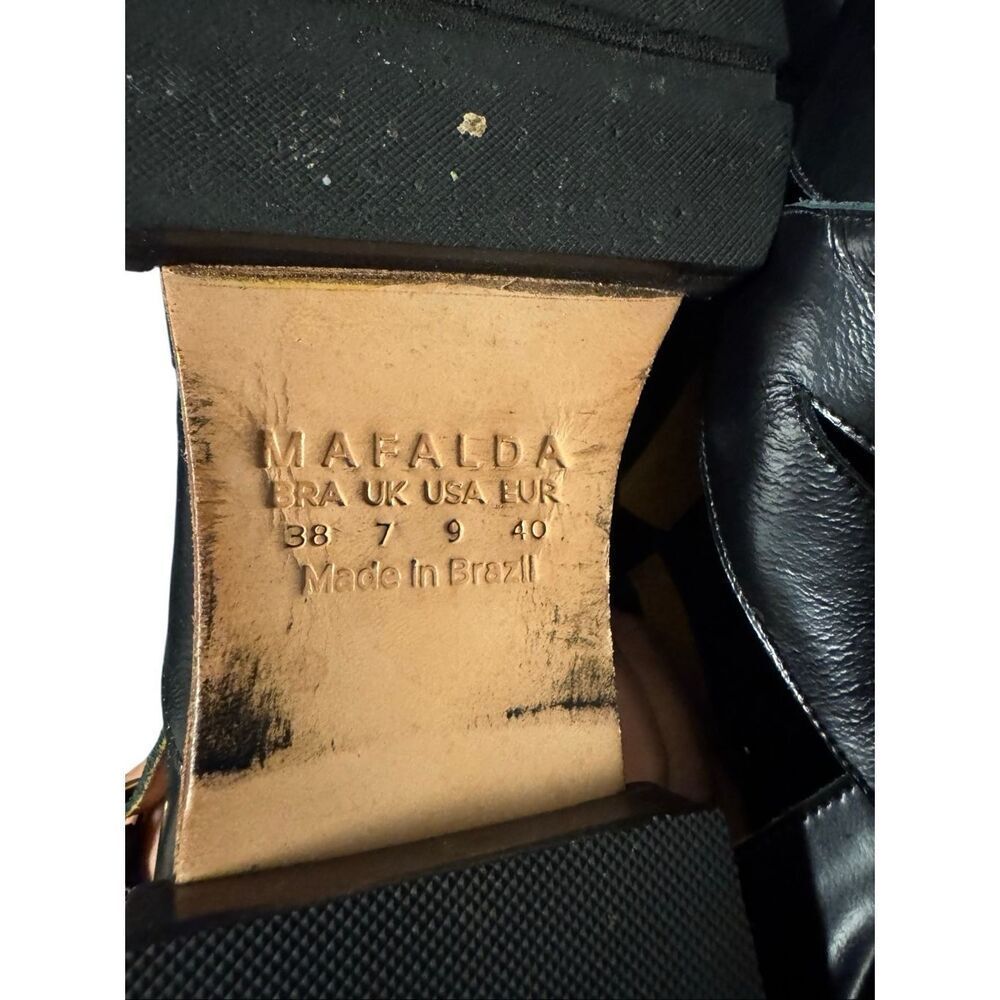 MAFALDA
BRA UK USA EUR
38 7 9 40
Made in Brazil